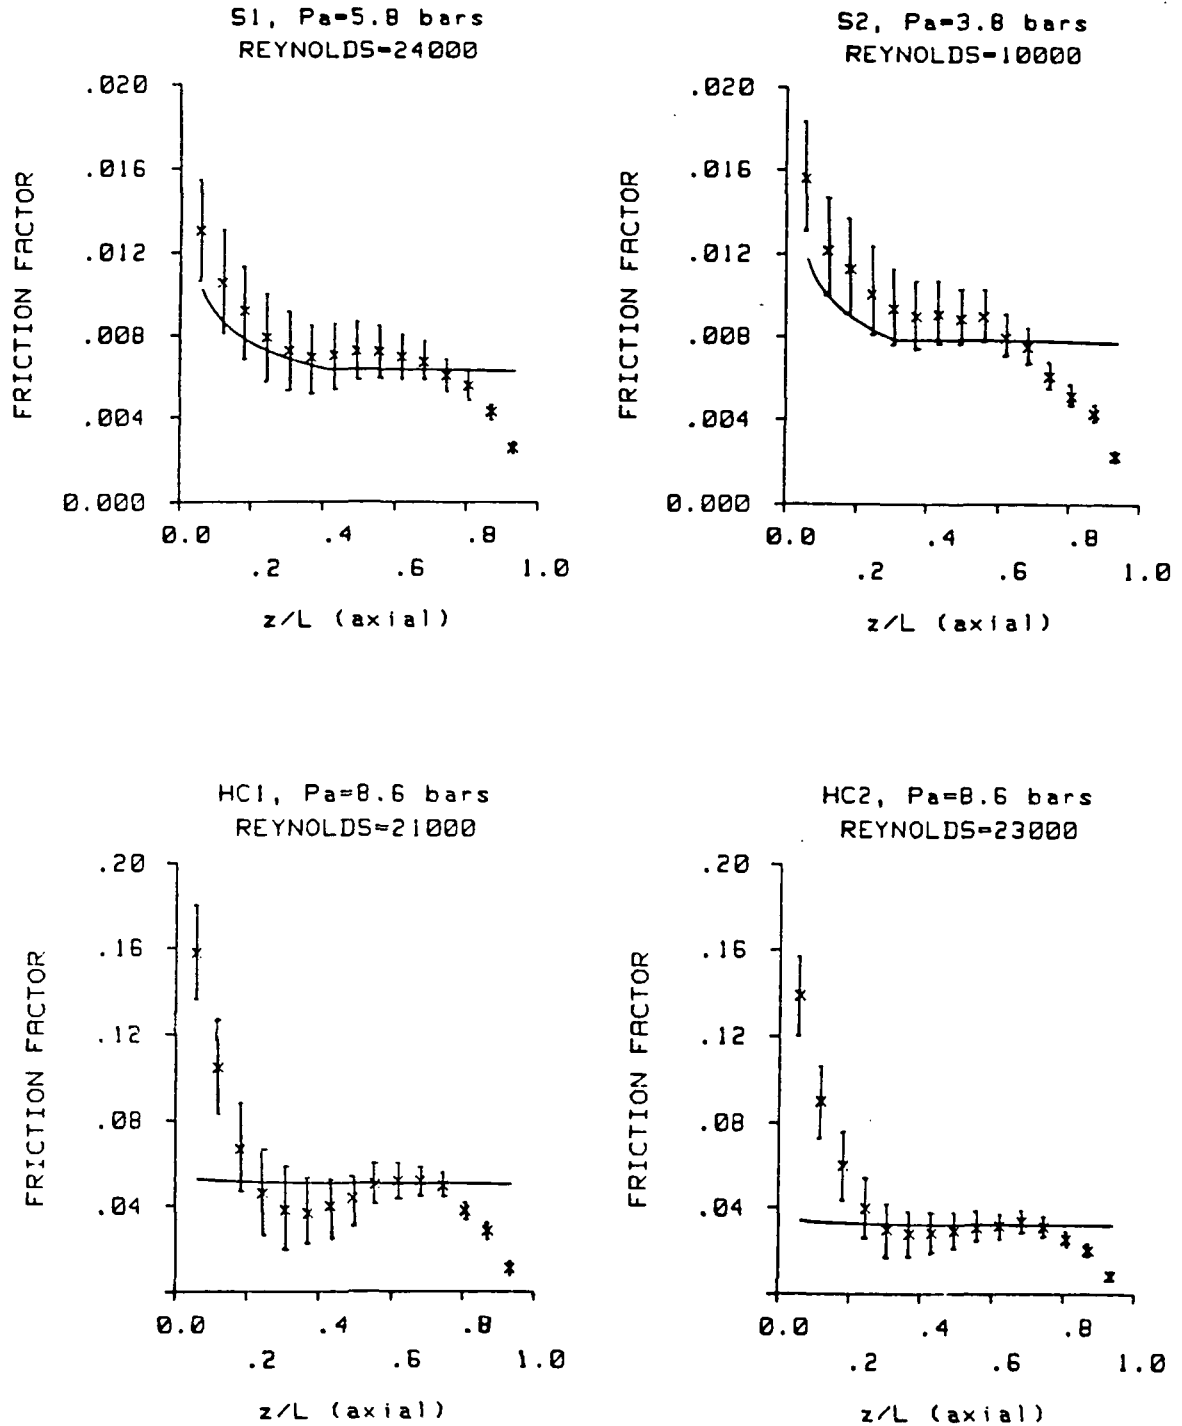 S1, Pa=5.8 bars
REYNOLDS=24000
.020
.016
.012
.008
.004
0.000
FRICTION FACTOR
0.0 .4 .8
.2 .6 1.0
z/L (axial)
S2, Pa=3.8 bars
REYNOLDS=10000
.020
.016
.012
.008
.004
0.000
FRICTION FACTOR
0.0 .4 .8
.2 .6 1.0
z/L (axial)
HC1, Pa=8.6 bars
REYNOLDS=21000
.20
.16
.12
.08
.04
FRICTION FACTOR
0.0 .4 .8
.2 .6 1.0
z/L (axial)
HC2, Pa=8.6 bars
REYNOLDS=23000
.20
.16
.12
.08
.04
FRICTION FACTOR
0.0 .4 .8
.2 .6 1.0
z/L (axial)